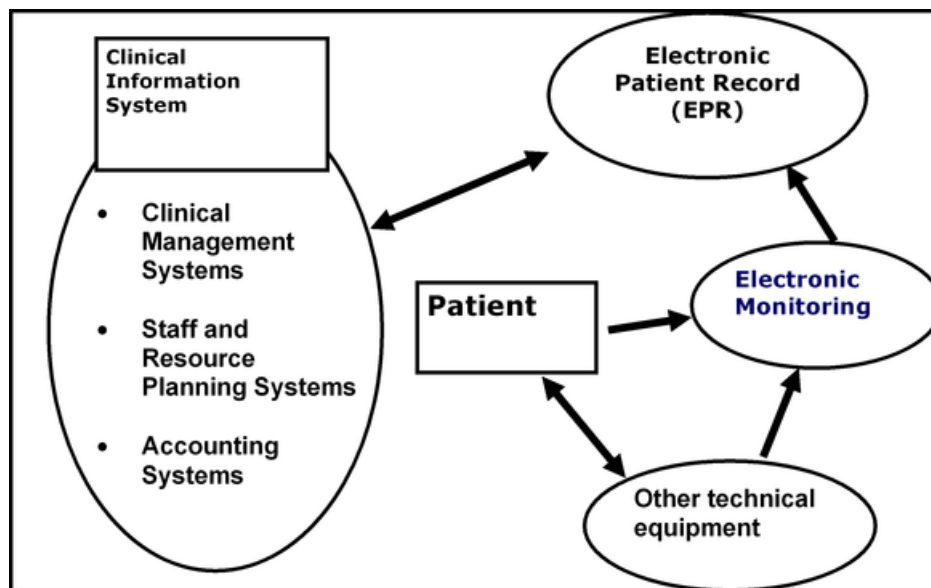 Clinical
Information
System
• Clinical
Management
Systems
• Staff and
Resource
Planning Systems
• Accounting
Systems
Electronic
Patient Record
(EPR)
Patient
Electronic
Monitoring
Other technical
equipment